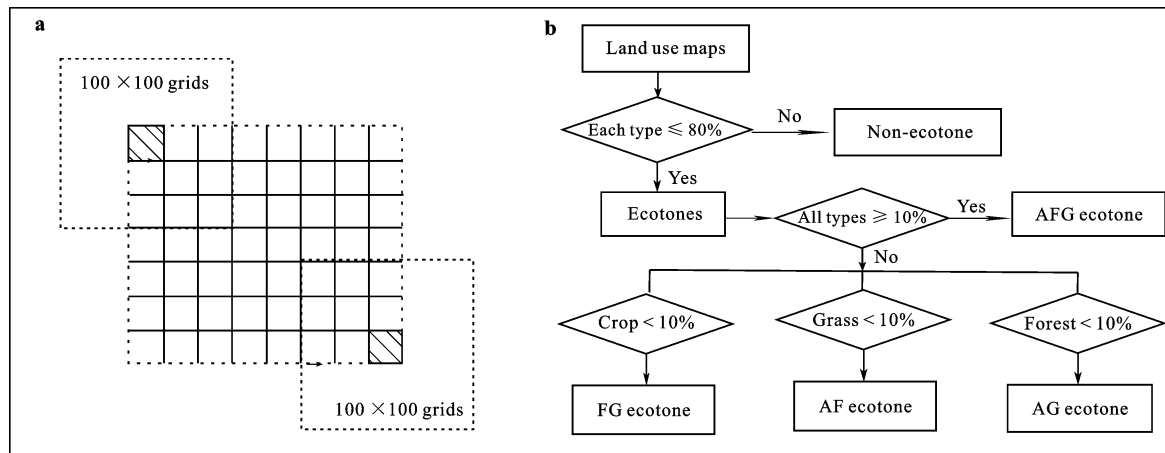 a
100 ×100 grids
100 ×100 grids
b
Land use maps
Each type ≤ 80%
No
Non-ecotone
Yes
Ecotones
All types ≥ 10%
Yes
AFG ecotone
No
Crop < 10%
Grass < 10%
Forest < 10%
FG ecotone
AF ecotone
AG ecotone